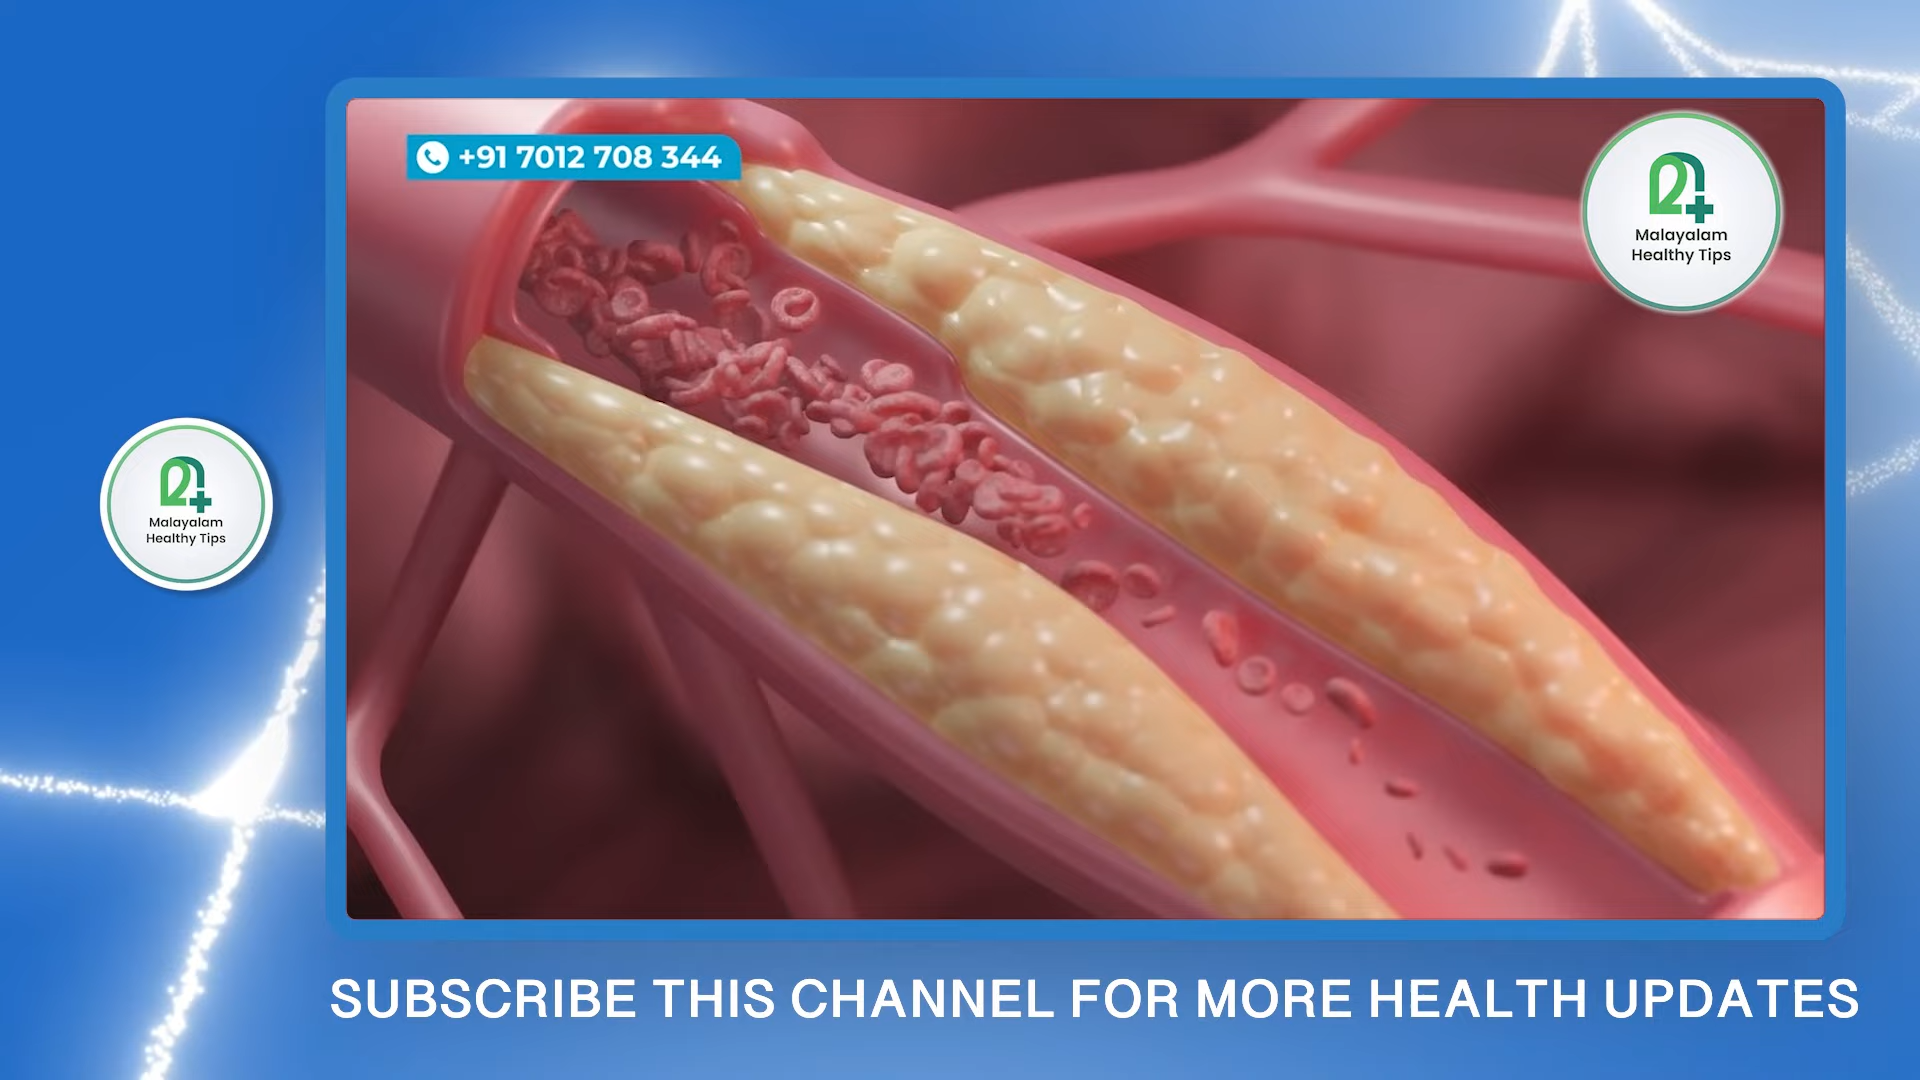 +91 7012 708 344
Malayalam
Healthy Tips
Malayalam
Healthy Tips
SUBSCRIBE THIS CHANNEL FOR MORE HEALTH UPDATES